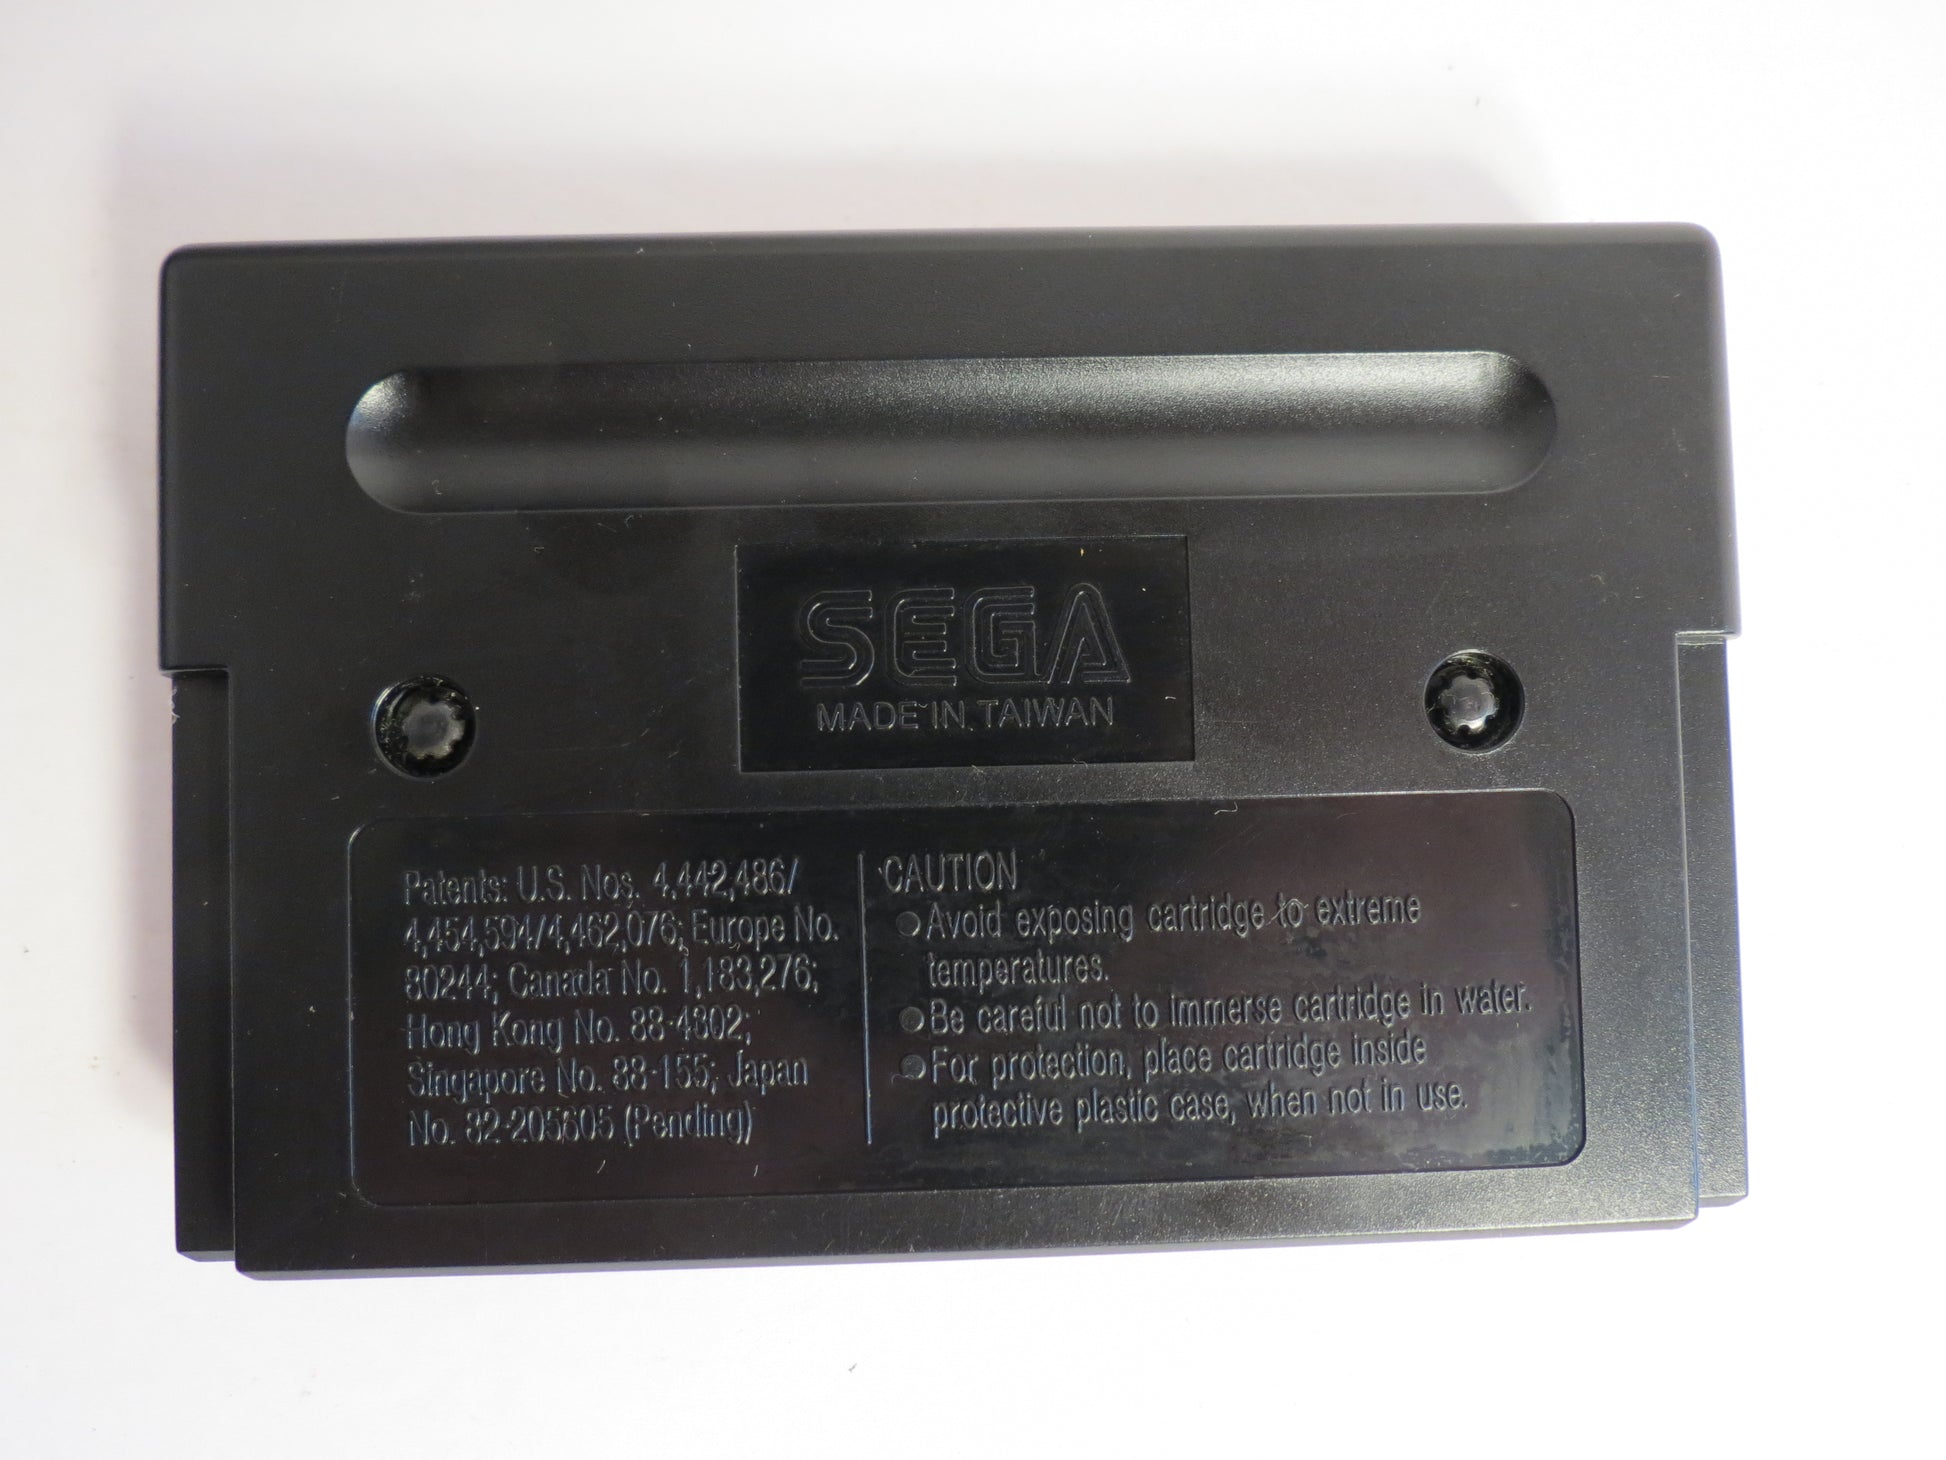 SEGA
MADE IN TAIWAN
Patents: U.S. Nos. 4,442,486/
4,454,594/4,462,076; Europe No.
80244; Canada No. 1,183,276;
Hong Kong No. 88-4302;
Singapore No. 88-155; Japan
No. 82-205605 (Pending)
CAUTION
● Avoid exposing cartridge to extreme
temperatures.
● Be careful not to immerse cartridge in water.
● For protection, place cartridge inside
protective plastic case, when not in use.